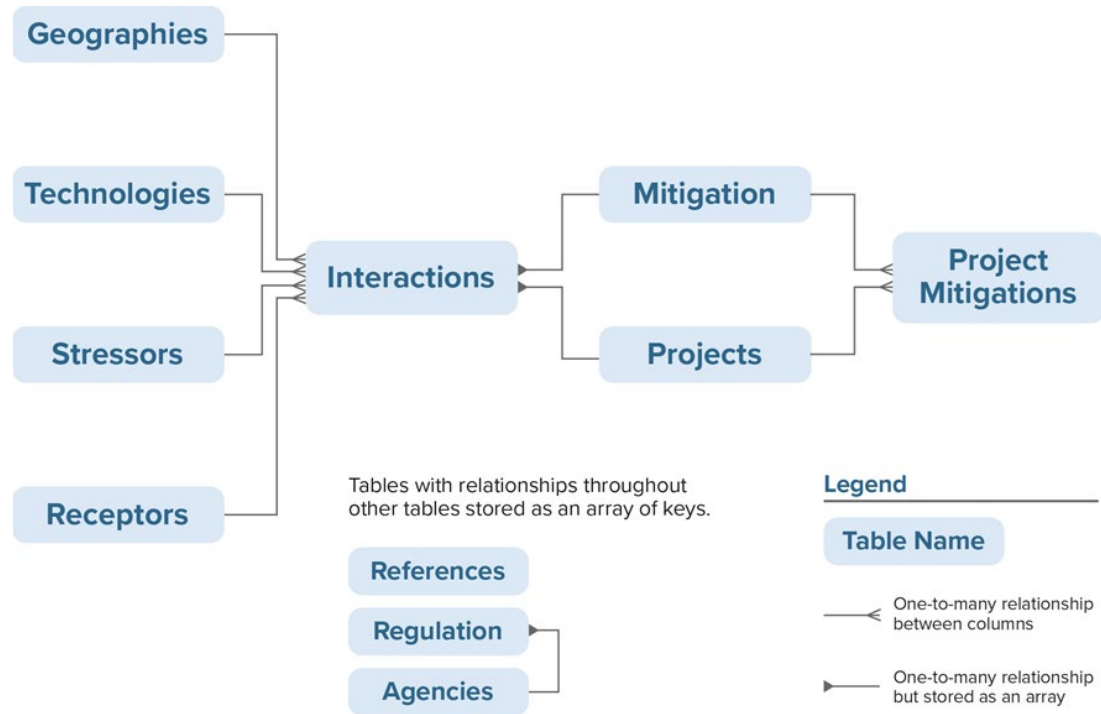 Geographies
Technologies
Stressors
Receptors
Interactions
Mitigation
Projects
Project
Mitigations
Tables with relationships throughout
other tables stored as an array of keys.
References
Regulation
Agencies
Legend
Table Name
One-to-many relationship
between columns
One-to-many relationship
but stored as an array